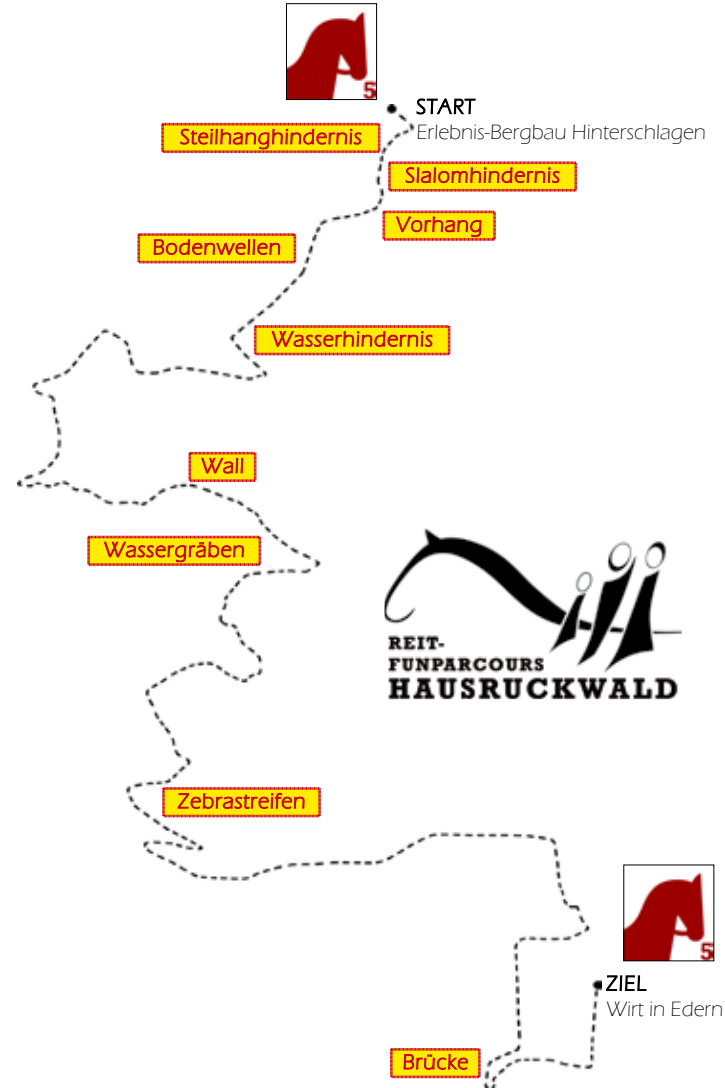 5
START
Erlebnis-Bergbau Hinterschlagen
Steilhanghindernis
Slalomhindernis
Vorhang
Bodenwellen
Wasserhindernis
Wall
Wassergräben
REIT-
FUNPARCOURS
HAUSRUCKWALD
Zebrastreifen
5
ZIEL
Wirt in Edern
Brücke